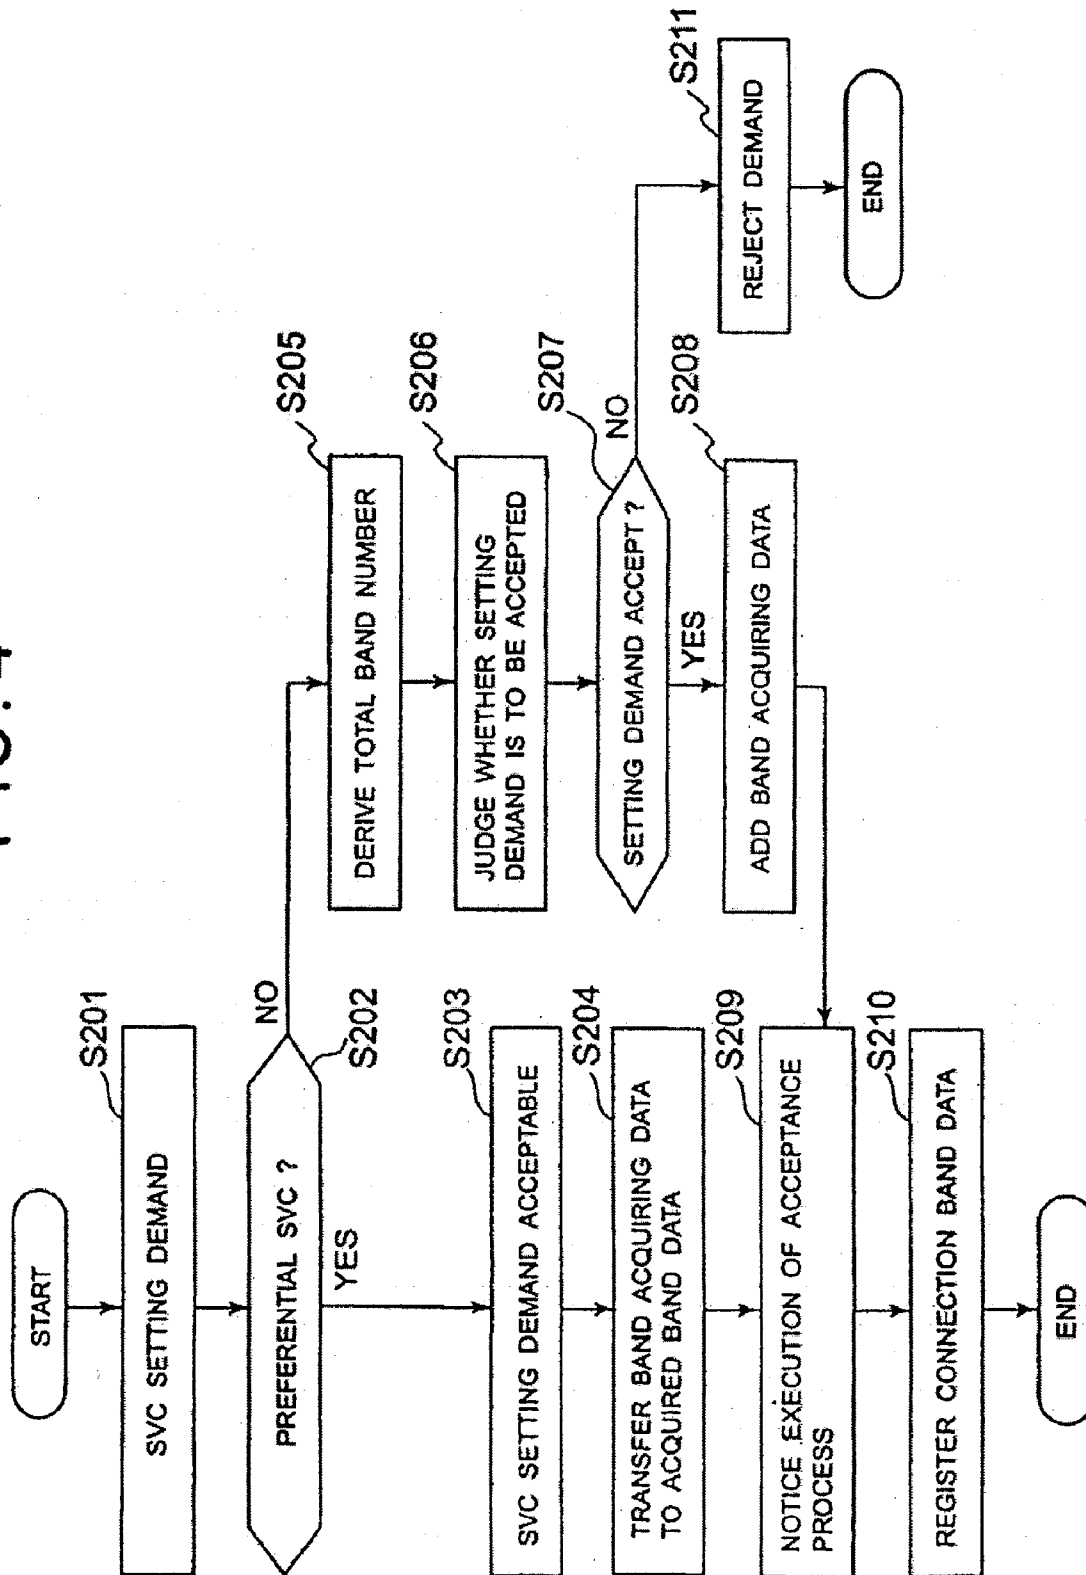 START
S201
SVC SETTING DEMAND
PREFERENTIAL SVC ?
NO
S202
YES
S203
SVC SETTING DEMAND ACCEPTABLE
S204
TRANSFER BAND ACQUIRING DATA
TO ACQUIRED BAND DATA
S205
DERIVE TOTAL BAND NUMBER
S206
JUDGE WHETHER SETTING
DEMAND IS TO BE ACCEPTED
S207
SETTING DEMAND ACCEPT ?
NO
YES
S208
ADD BAND ACQUIRING DATA
S209
NOTICE EXECUTION OF ACCEPTANCE
PROCESS
S210
REGISTER CONNECTION BAND DATA
END
S211
REJECT DEMAND
END